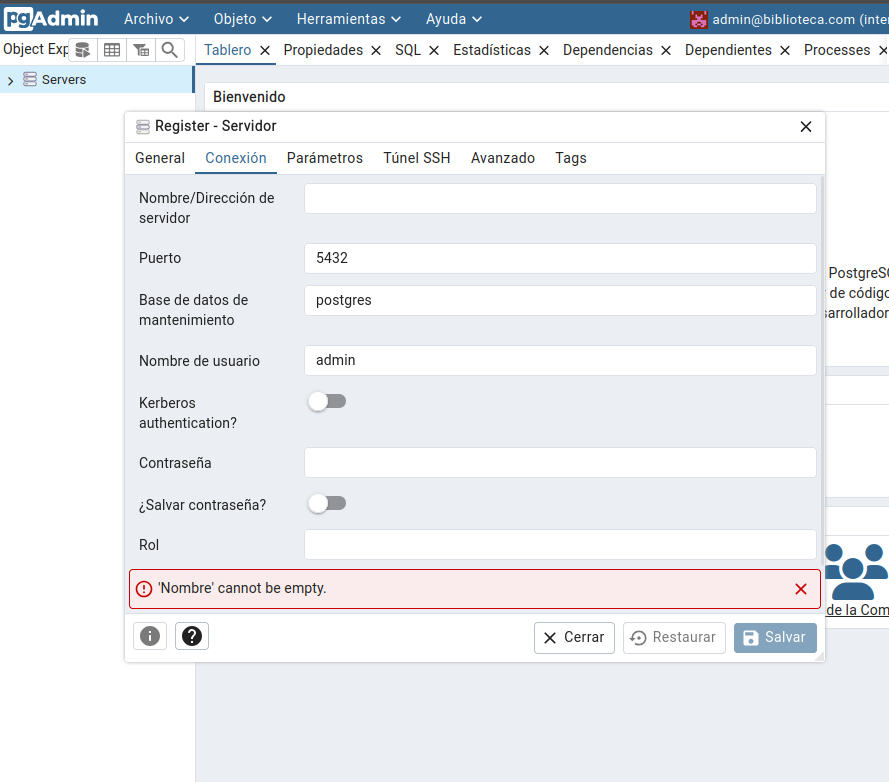 pgAdmin Archivo Objeto Herramientas Ayuda admin@biblioteca.com (inter
Object Exp Tablero Propiedades SQL Estadísticas Dependencias Dependientes Processes
Servers
Bienvenido
Register - Servidor
General Conexión Parámetros Túnel SSH Avanzado Tags
Nombre/Dirección de
servidor
Puerto 5432
Base de datos de postgres
mantenimiento
Nombre de usuario admin
Kerberos
authentication?
Contraseña
¿Salvar contraseña?
Rol
'Nombre' cannot be empty.
Cerrar Restaurar Salvar
PostgreSQ
de código
sarrollador
de la Com